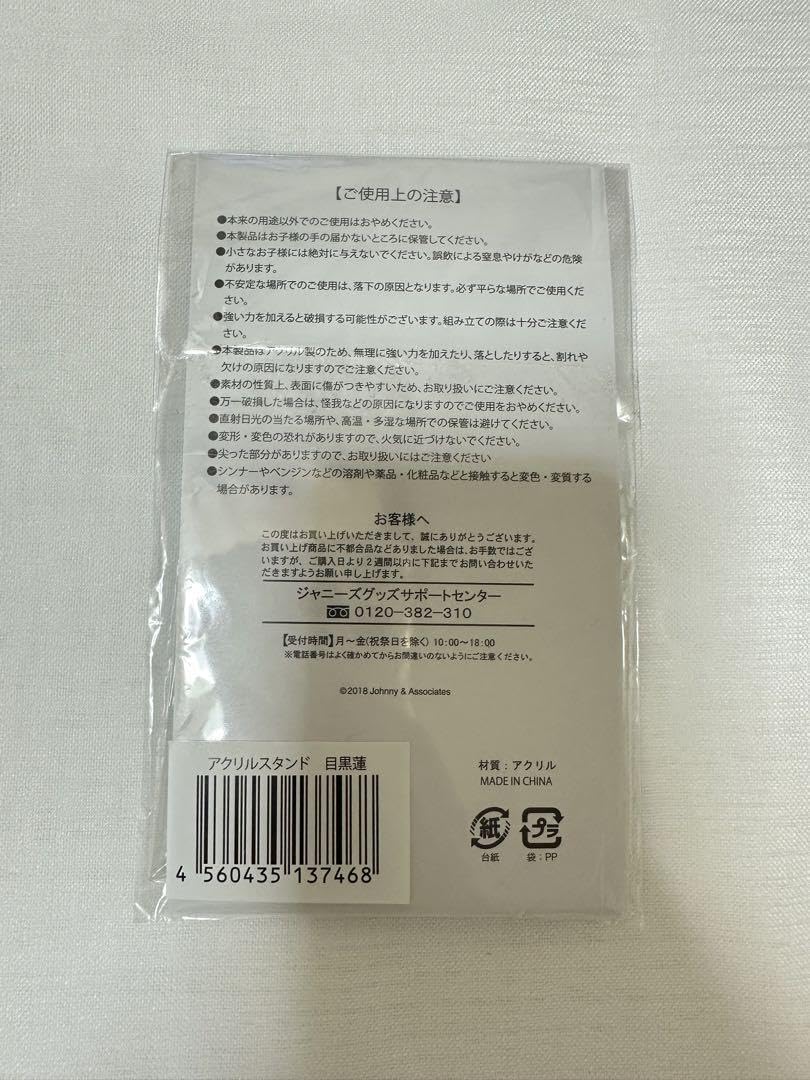 【ご使用上の注意】
●本来の用途以外でのご使用はおやめください。
●本製品はお子様の手の届かないところに保管してください。
●小さなお子様には絶対に与えないでください。誤飲による窒息やけがなどの危険
があります。
●不安定な場所でのご使用は、落下の原因となります。必ず平らな場所でご使用くだ
さい。
●強い力を加えると破損する可能性がございます。組み立ての際は十分ご注意くだ
さい。
●本製品はアクリル製のため、無理に強い力を加えたり、落としたりすると、割れや
欠けの原因になりますのでご注意ください。
●素材の性質上、表面に傷がつきやすいため、お取り扱いにご注意ください。
●万一破損した場合は、怪我などの原因になりますのでご使用をおやめください。
●直射日光の当たる場所や、高温・多湿な場所での保管は避けてください。
●変形・変色の恐れがありますので、火気に近づけないでください。
●尖った部分がありますので、お取り扱いにはご注意ください
●シンナーやベンジンなどの溶剤や薬品・化粧品などと接触すると変色・変質する
場合があります。
お客様へ
この度はお買い上げいただきまして、誠にありがとうございます。
お買い上げ商品に不都合品などありました場合は、お手数ではござ
いますが、ご購入日より2週間以内に下記までお問い合わせいた
だきますようお願い申し上げます。
ジャニーズグッズサポートセンター
0120-382-310
【受付時間】月～金(祝祭日を除く) 10:00～18:00
※電話番号はよく確かめてからお間違いのないようにご注意ください。
©2018 Johnny & Associates
アクリルスタンド 目黒蓮
4 560435 137468
材質：アクリル
MADE IN CHINA
紙 プラ
台紙 袋：PP